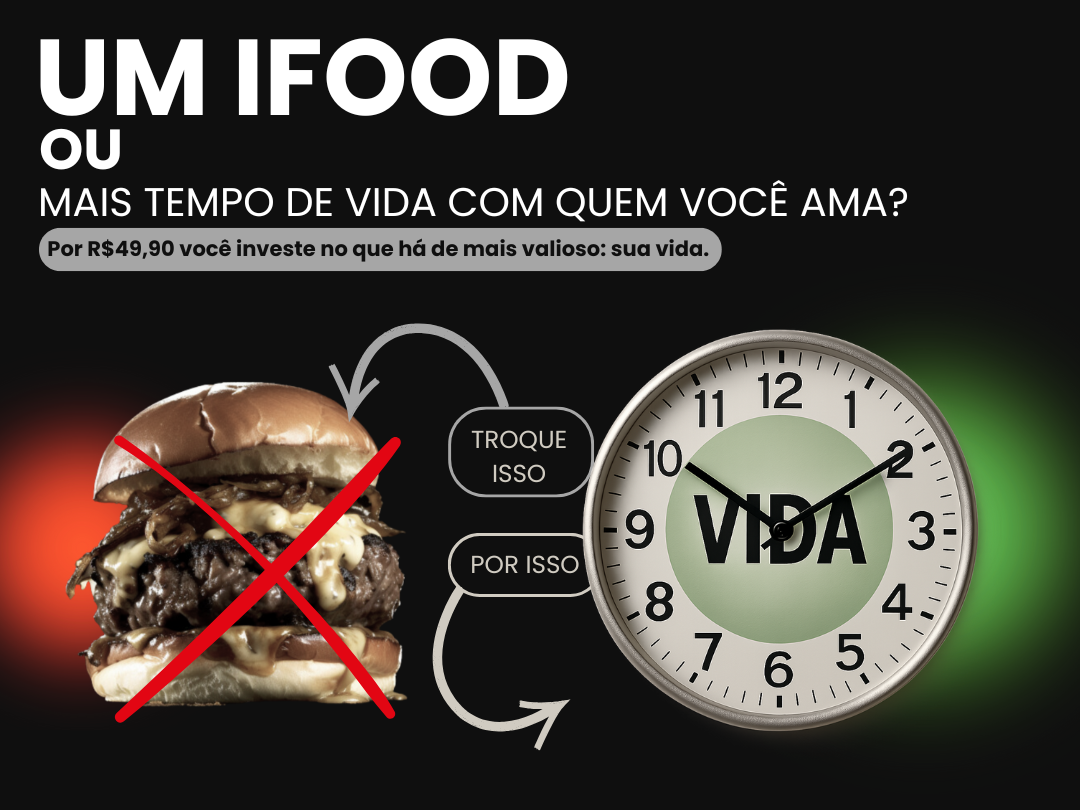 UM IFOOD
OU
MAIS TEMPO DE VIDA COM QUEM VOCÊ AMA?
Por R$49,90 você investe no que há de mais valioso: sua vida.
TROQUE
ISSO
POR ISSO
12
11
1
10
2
VIDA
9
3
8
4
7
5
6